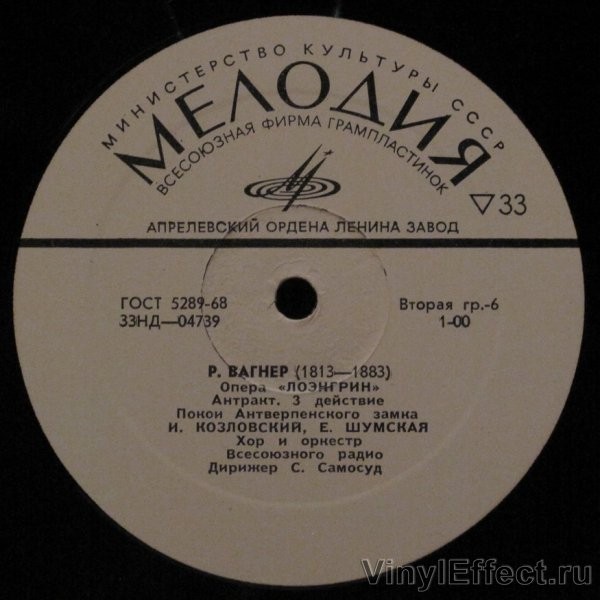 МИНИСТЕРСТВО КУЛЬТУРЫ СССР
МЕЛОДИЯ
ВСЕСОЮЗНАЯ ФИРМА ГРАМПЛАСТИНОК
▽33
АПРЕЛЕВСКИЙ ОРДЕНА ЛЕНИНА ЗАВОД
ГОСТ 5289-68
Вторая гр.-6
33НД—04739
1-00
Р. ВАГНЕР (1813—1883)
Опера «ЛОЭНГРИН»
Антракт. 3 действие
Покои Антверпенского замка
И. КОЗЛОВСКИЙ, Е. ШУМСКАЯ
Хор и оркестр
Всесоюзного радио
Дирижер С. Самосуд
VinylEffect.ru